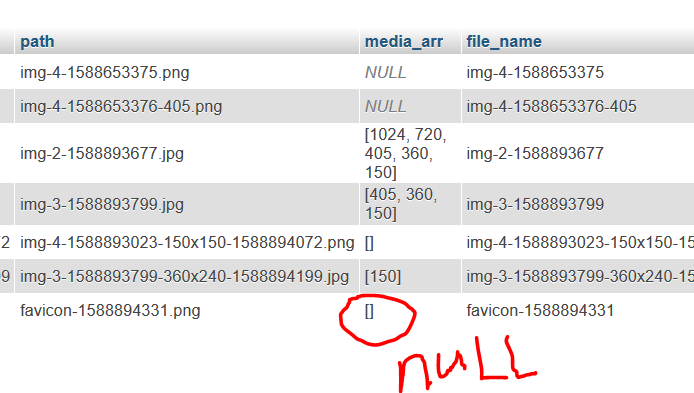 path media_arr file_name
img-4-1588653375.png NULL img-4-1588653375
img-4-1588653376-405.png NULL img-4-1588653376-405
img-2-1588893677.jpg [1024, 720, 405, 360, 150] img-2-1588893677
img-3-1588893799.jpg [405, 360, 150] img-3-1588893799
2 img-4-1588893023-150x150-1588894072.png [] img-4-1588893023-150x150-15
99 img-3-1588893799-360x240-1588894199.jpg [150] img-3-1588893799-360x240-15
favicon-1588894331.png [] favicon-1588894331
nuLL